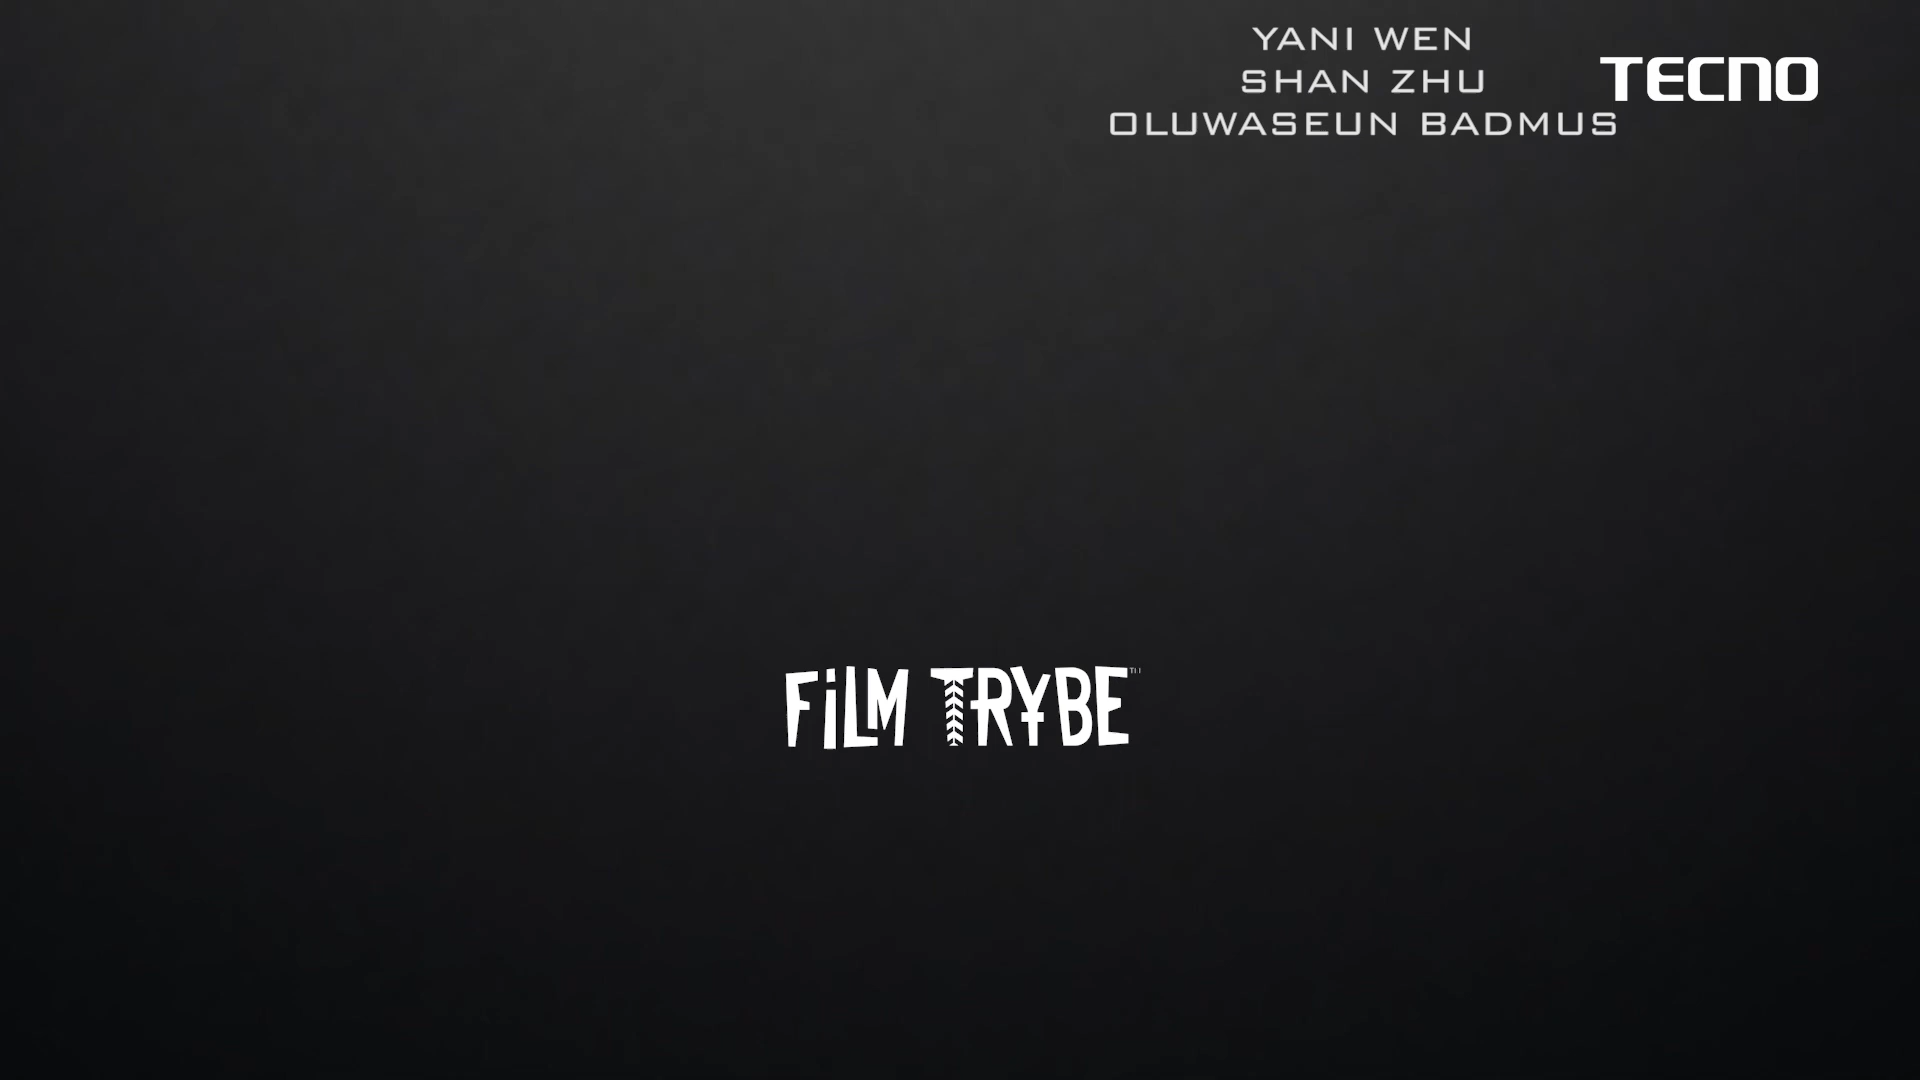 YANI WEN
SHAN ZHU
OLUWASEUN BADMUS
TECNO
FiLM TRYBE